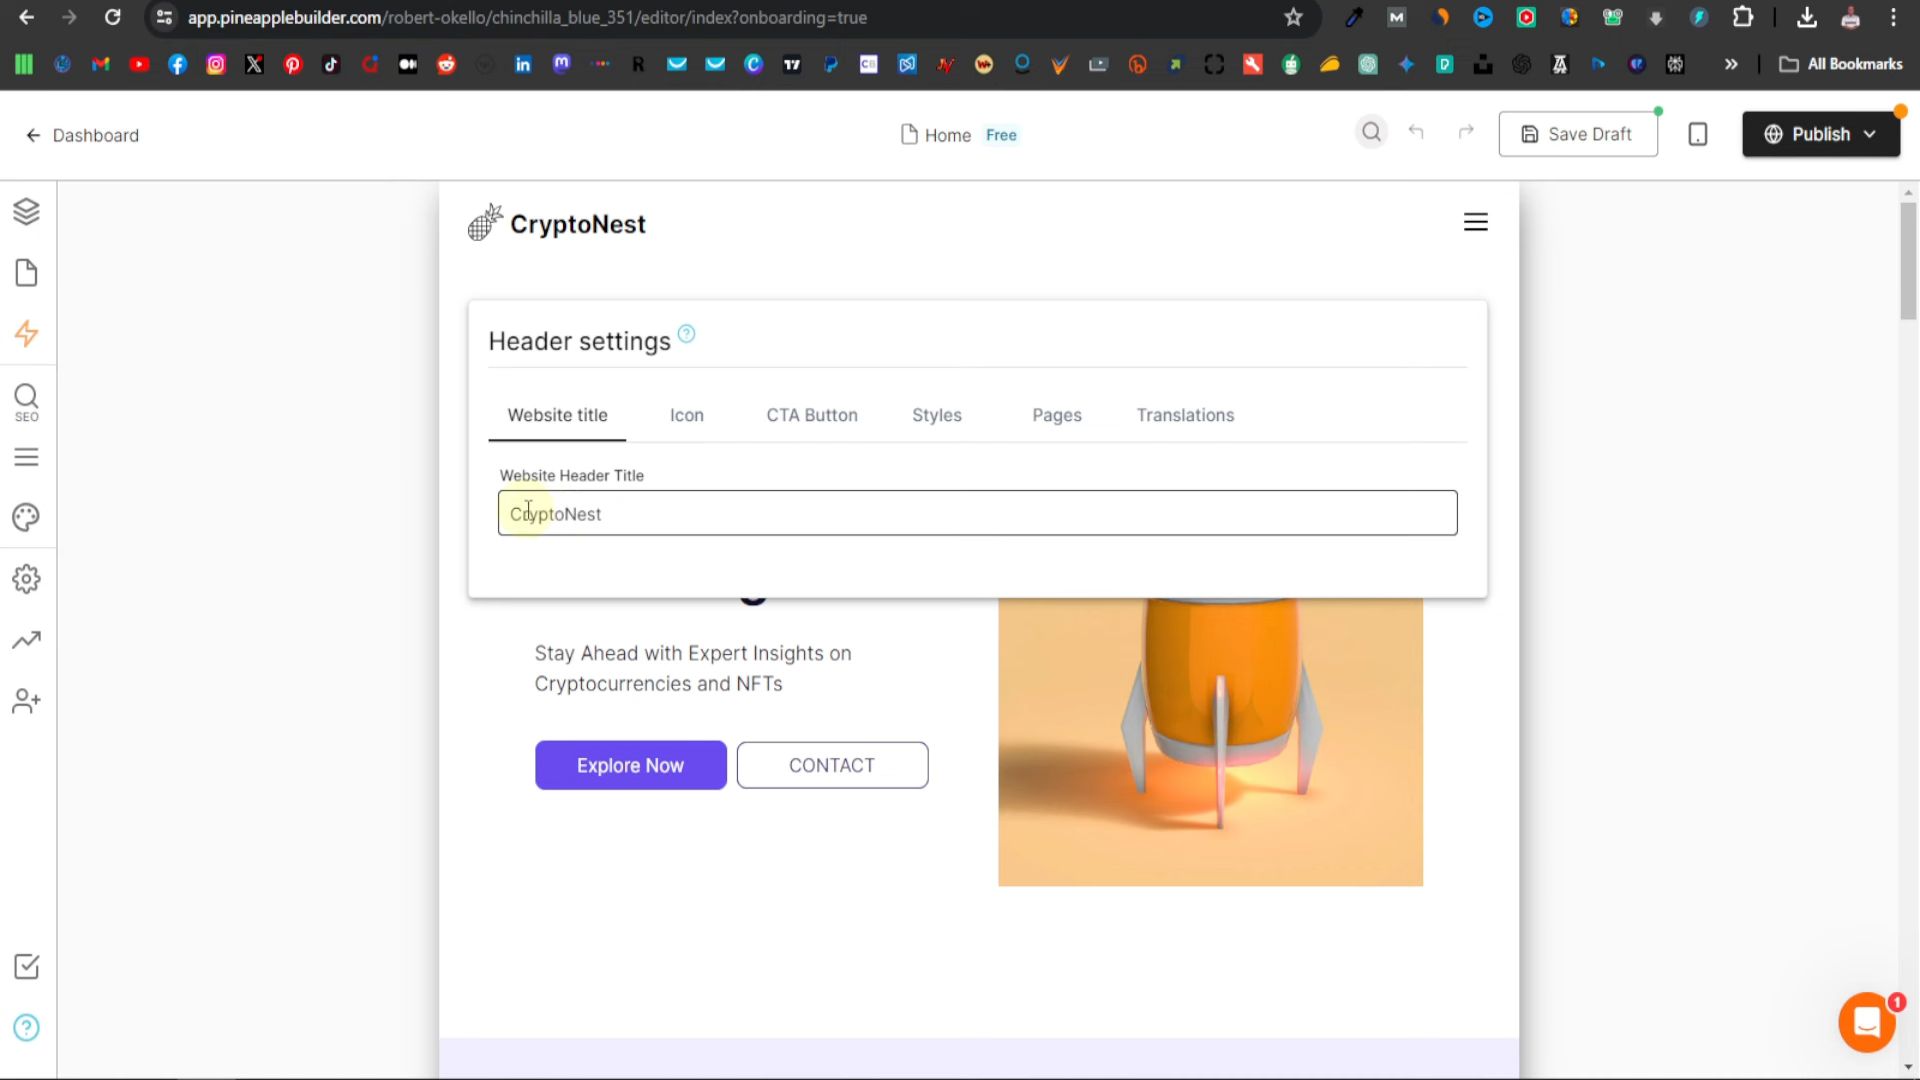 app.pineapplebuilder.com/robert-okello/chinchilla_blue_351/editor/index?onboarding=true
All Bookmarks
Dashboard
Home Free
Save Draft
Publish
CryptoNest
Header settings
Website title Icon CTA Button Styles Pages Translations
SEO
Website Header Title
CryptoNest
Stay Ahead with Expert Insights on
Cryptocurrencies and NFTs
Explore Now CONTACT
1